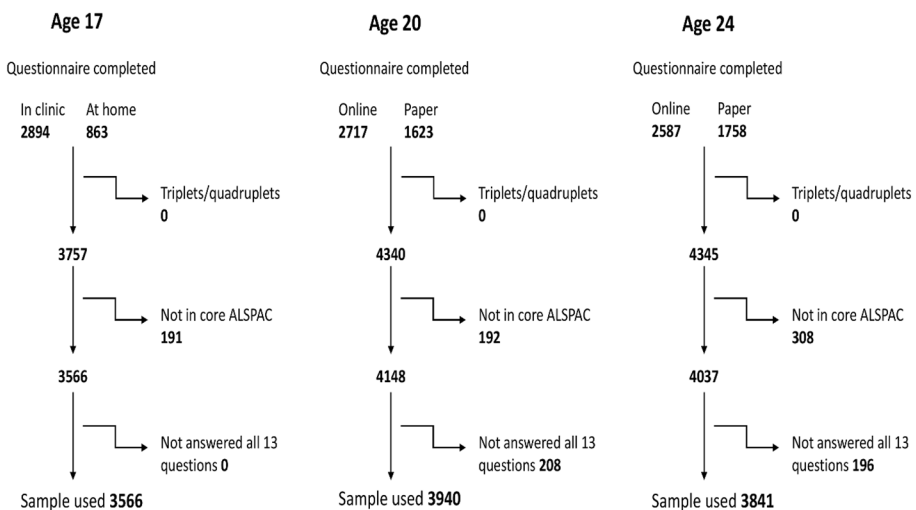 Age 17
Questionnaire completed
In clinic At home
2894 863
Triplets/quadruplets
0
3757
Not in core ALSPAC
191
3566
Not answered all 13
questions 0
Sample used 3566
Age 20
Questionnaire completed
Online Paper
2717 1623
Triplets/quadruplets
0
4340
Not in core ALSPAC
192
4148
Not answered all 13
questions 208
Sample used 3940
Age 24
Questionnaire completed
Online Paper
2587 1758
Triplets/quadruplets
0
4345
Not in core ALSPAC
308
4037
Not answered all 13
questions 196
Sample used 3841